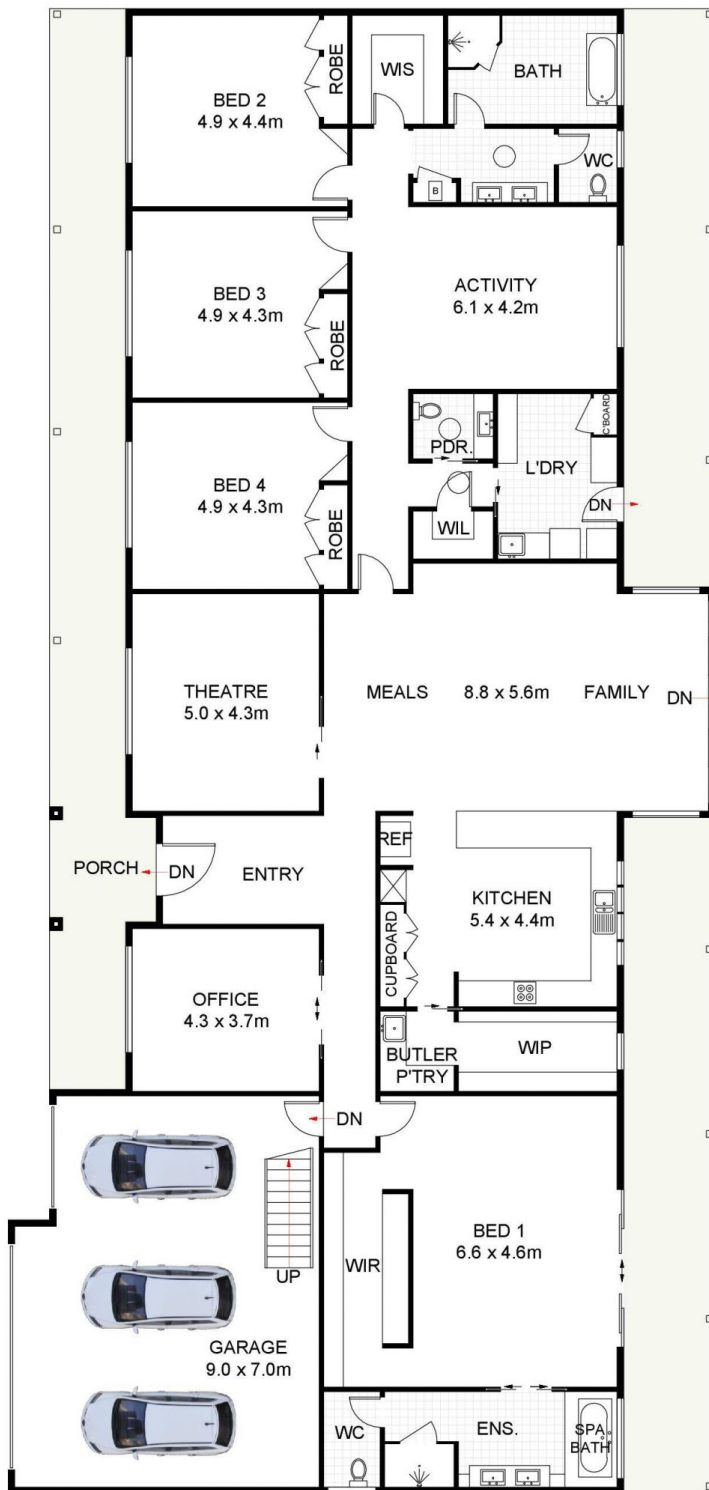 BED 2
4.9 x 4.4m
ROBE
WIS
BATH
WC
B
BED 3
4.9 x 4.3m
ROBE
ACTIVITY
6.1 x 4.2m
BED 4
4.9 x 4.3m
ROBE
PDR.
L'DRY
C'BOARD
WIL
DN
THEATRE
5.0 x 4.3m
MEALS 8.8 x 5.6m FAMILY
DN
PORCH
DN
ENTRY
REF
KITCHEN
5.4 x 4.4m
CUPBOARD
OFFICE
4.3 x 3.7m
BUTLER
P'TRY
WIP
DN
BED 1
6.6 x 4.6m
WIR
UP
GARAGE
9.0 x 7.0m
WC
ENS.
SPA
BATH